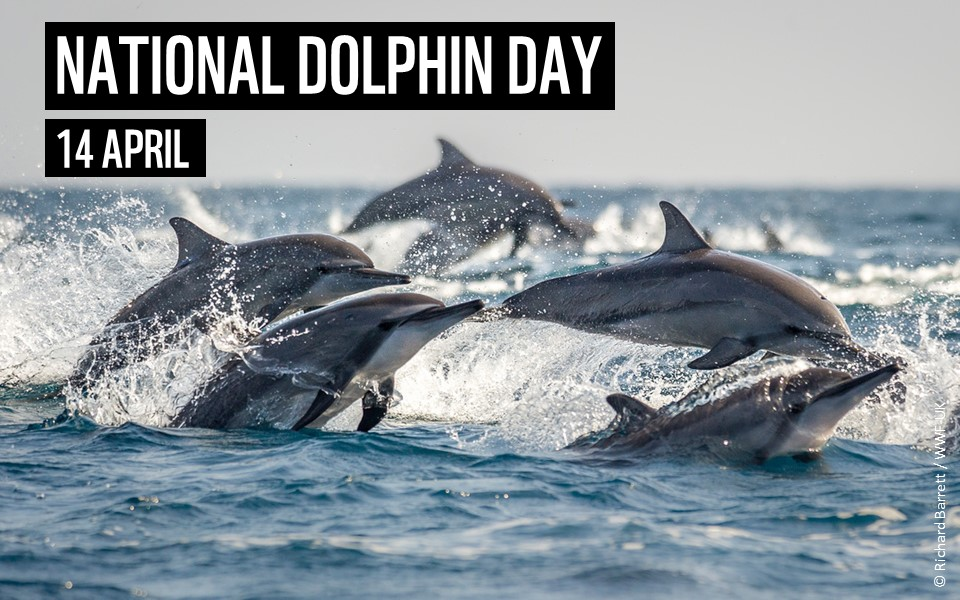 NATIONAL DOLPHIN DAY
14 APRIL
© Richard Barrett / WWF-UK